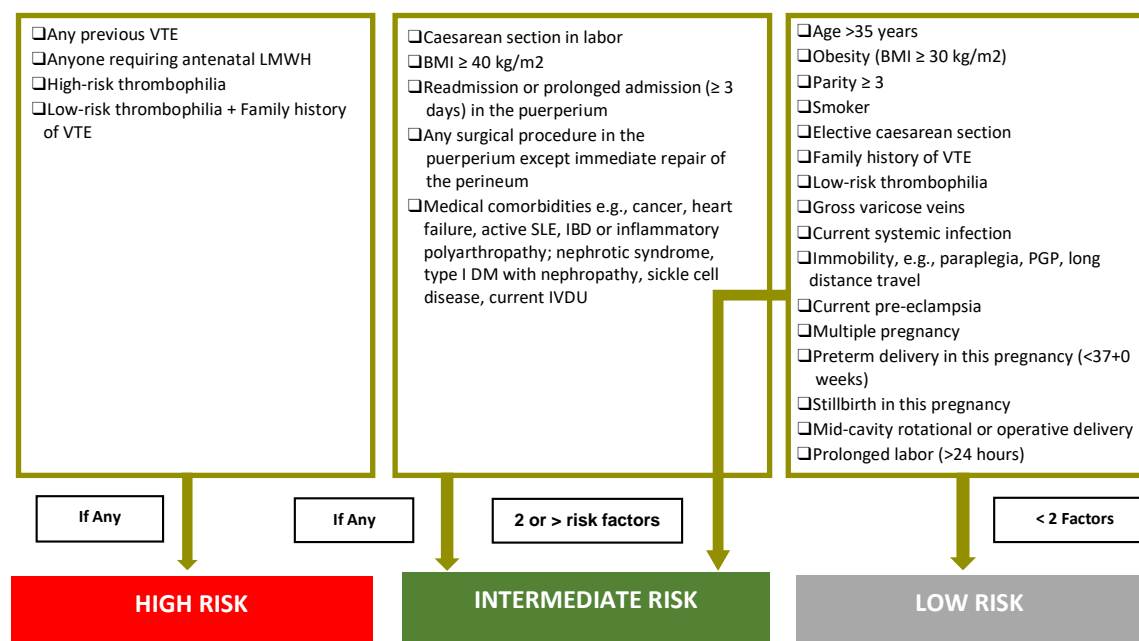 ❑Any previous VTE
❑Anyone requiring antenatal LMWH
❑High-risk thrombophilia
❑Low-risk thrombophilia + Family history
of VTE
❑Caesarean section in labor
❑BMI ≥ 40 kg/m2
❑Readmission or prolonged admission (≥ 3
days) in the puerperium
❑Any surgical procedure in the
puerperium except immediate repair of
the perineum
❑Medical comorbidities e.g., cancer, heart
failure, active SLE, IBD or inflammatory
polyarthropathy; nephrotic syndrome,
type I DM with nephropathy, sickle cell
disease, current IVDU
❑Age >35 years
❑Obesity (BMI ≥ 30 kg/m2)
❑Parity ≥ 3
❑Smoker
❑Elective caesarean section
❑Family history of VTE
❑Low-risk thrombophilia
❑Gross varicose veins
❑Current systemic infection
❑Immobility, e.g., paraplegia, PGP, long
distance travel
❑Current pre-eclampsia
❑Multiple pregnancy
❑Preterm delivery in this pregnancy (<37+0
weeks)
❑Stillbirth in this pregnancy
❑Mid-cavity rotational or operative delivery
❑Prolonged labor (>24 hours)
If Any
If Any
2 or > risk factors
< 2 Factors
HIGH RISK
INTERMEDIATE RISK
LOW RISK